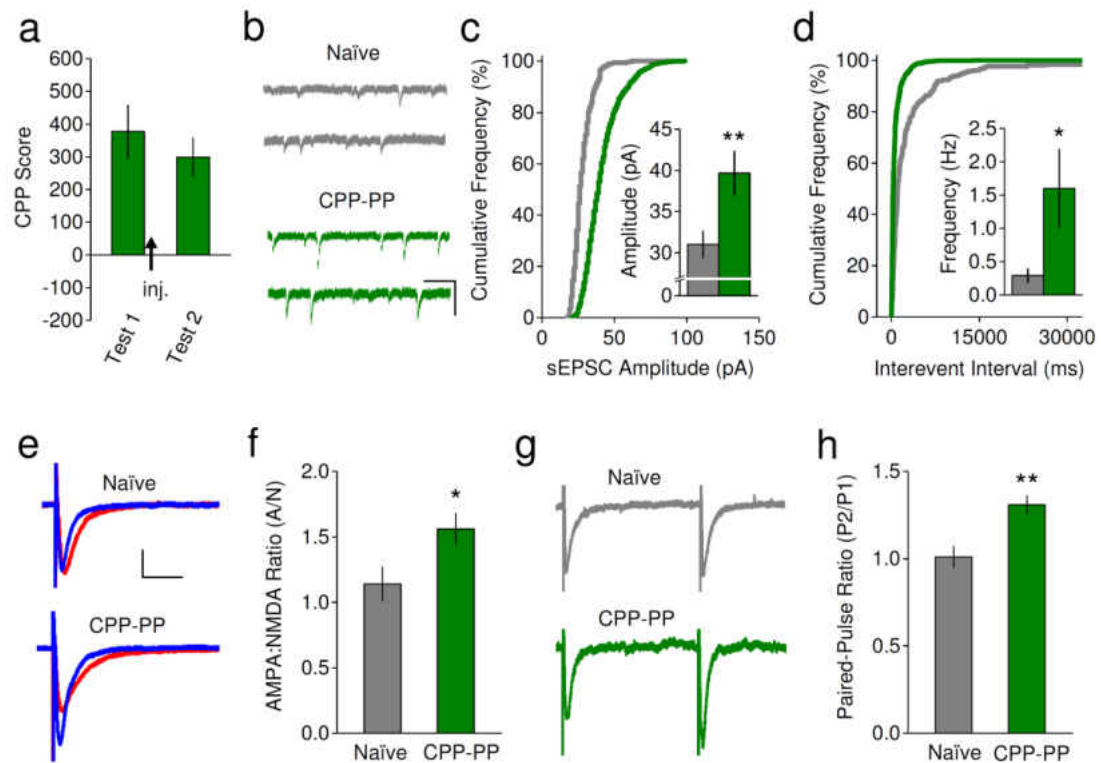 a
600
500
400
300
200
100
0
-100
-200
CPP Score
inj.
Test 1
Test 2
b
Naïve
CPP-PP
c
100
80
60
40
20
0
Cumulative Frequency (%)
45
40
35
30
0
Amplitude (pA)
**
0 50 100 150
sEPSC Amplitude (pA)
d
100
80
60
40
20
0
Cumulative Frequency (%)
2.5
2.0
1.5
1.0
0.5
0.0
Frequency (Hz)
*
0 15000 30000
Interevent Interval (ms)
e
Naïve
CPP-PP
f
2.0
1.5
1.0
0.5
0.0
AMPA:NMDA Ratio (A/N)
*
Naïve CPP-PP
g
Naïve
CPP-PP
h
1.5
1.0
0.5
0.0
Paired-Pulse Ratio (P2/P1)
**
Naïve CPP-PP